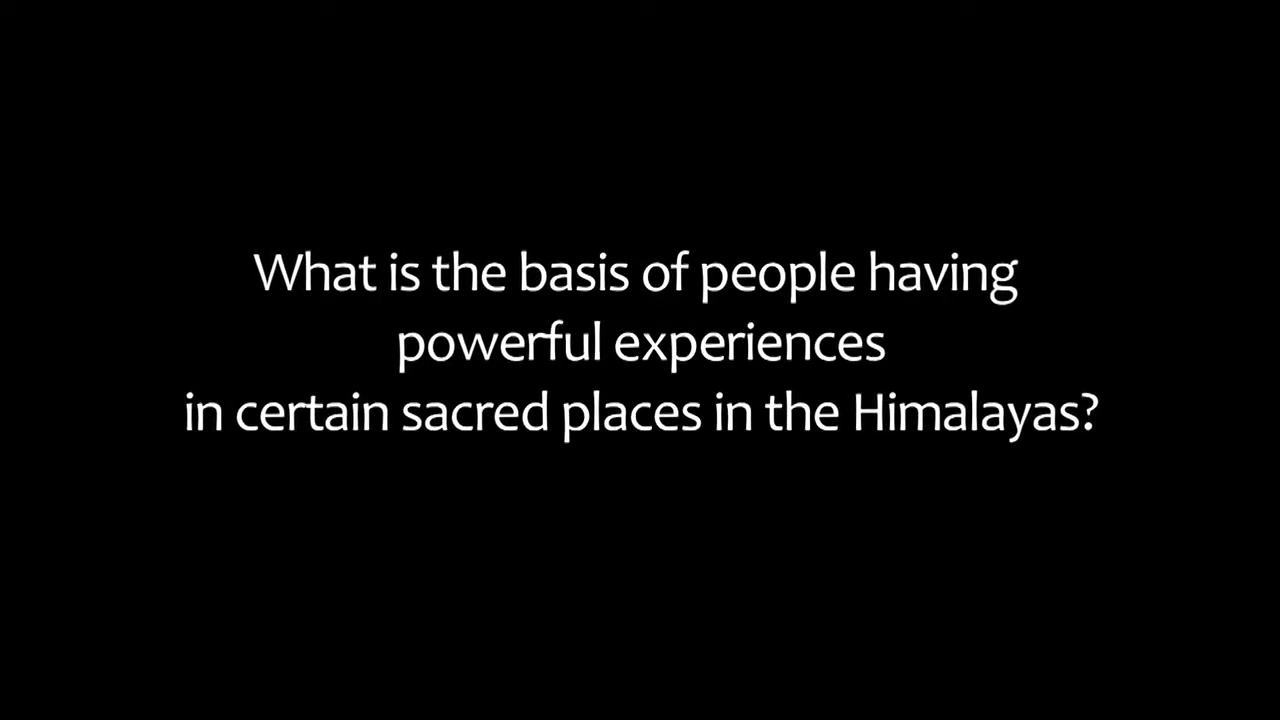 What is the basis of people having
powerful experiences
in certain sacred places in the Himalayas?